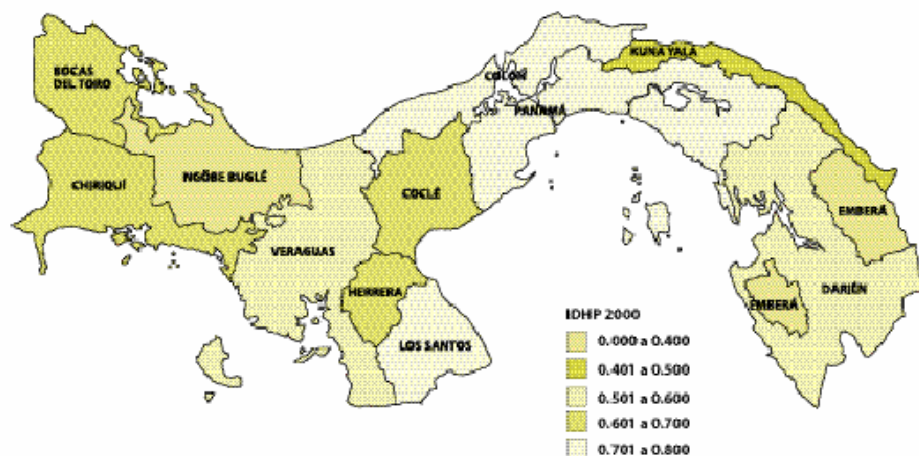 BOCAS
DEL TORO
KUNA YALA
COLÓN
PANAMÁ
CHIRIQUÍ
NGÖBE BUGLÉ
COCLÉ
EMBERÁ
VERAGUAS
HERRERA
EMBERÁ
DARIÉN
LOS SANTOS
IDHP 2000
0.000 a 0.400
0.401 a 0.500
0.501 a 0.600
0.601 a 0.700
0.701 a 0.800